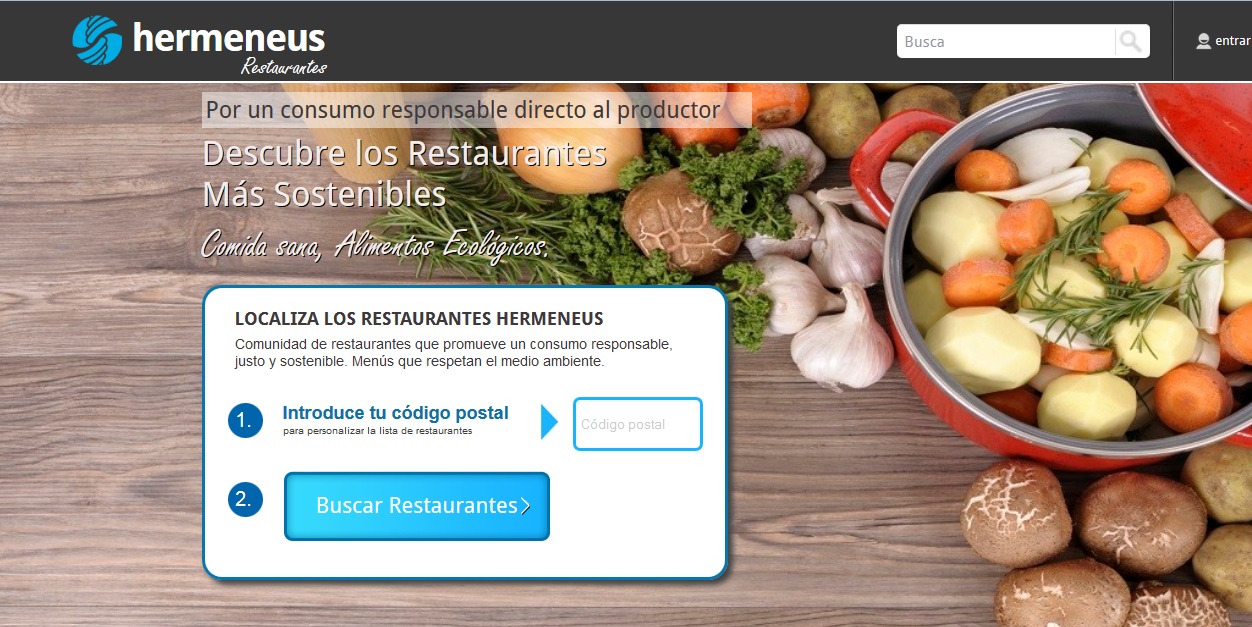 hermeneus
Restaurantes
Busca
entrar
Por un consumo responsable directo al productor
Descubre los Restaurantes
Más Sostenibles
Comida sana, Alimentos Ecológicos.
LOCALIZA LOS RESTAURANTES HERMENEUS
Comunidad de restaurantes que promueve un consumo responsable,
justo y sostenible. Menús que respetan el medio ambiente.
1. Introduce tu código postal
para personalizar la lista de restaurantes
Código postal
2. Buscar Restaurantes>